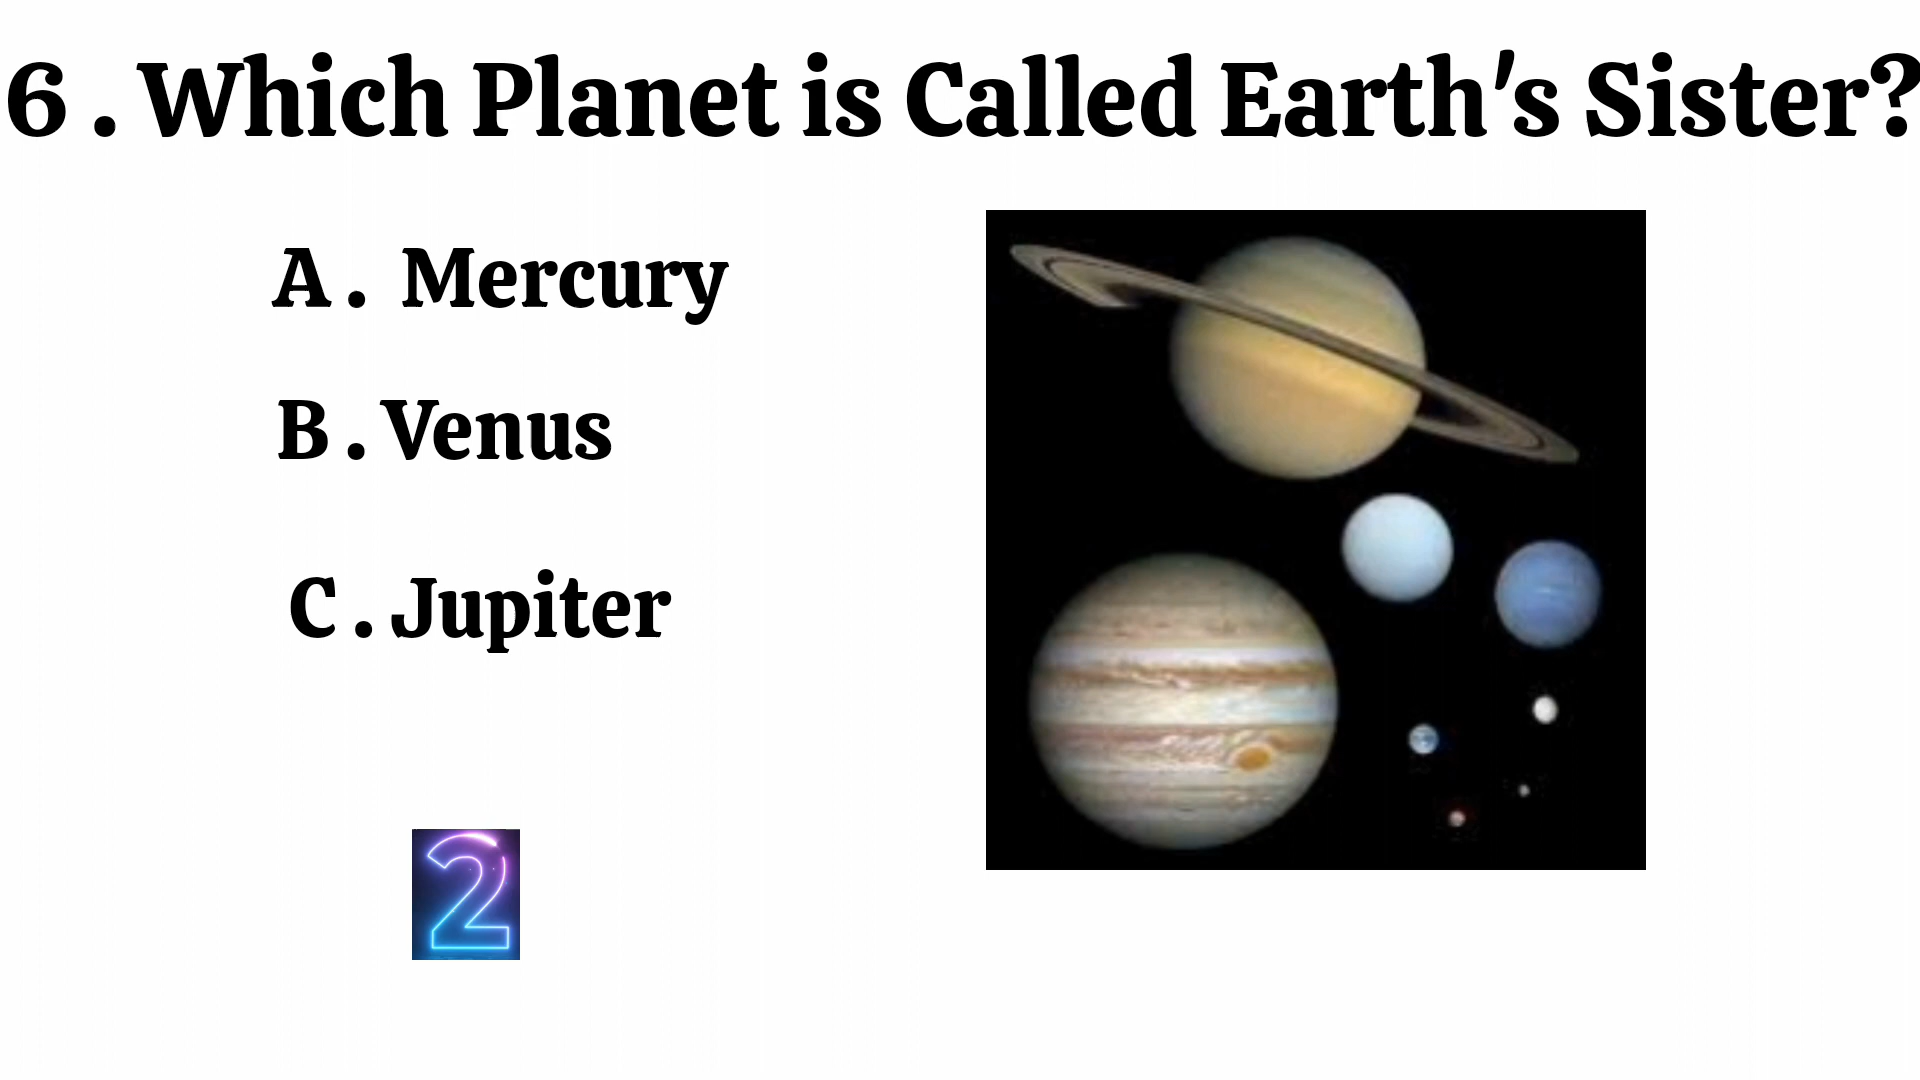 6 . Which Planet is Called Earth's Sister?
A . Mercury
B . Venus
C . Jupiter
2